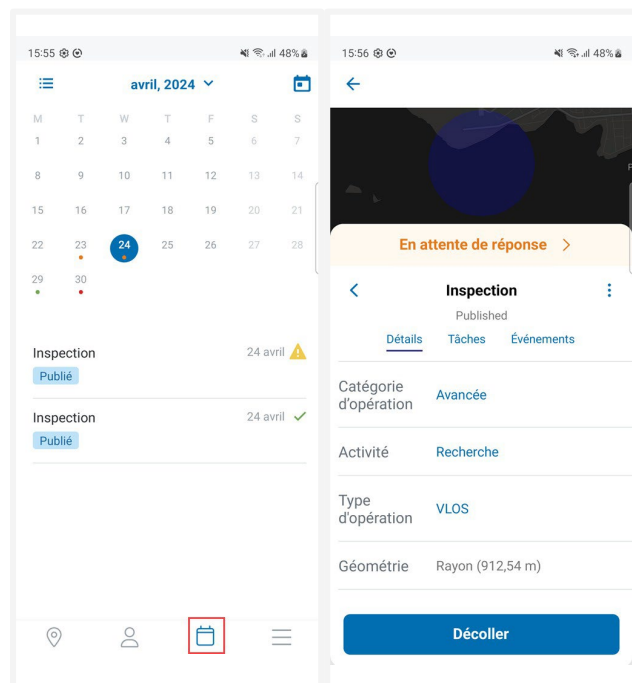 15:55
48%
avril, 2024
M T W T F S S
1 2 3 4 5 6 7
8 9 10 11 12 13 14
15 16 17 18 19 20 21
22 23 24 25 26 27 28
29 30
Inspection 24 avril
Publié
Inspection 24 avril
Publié
15:56
48%
En attente de réponse
Inspection
Published
Détails Tâches Événements
Catégorie
d'opération
Avancée
Activité Recherche
Type
d'opération
VLOS
Géométrie Rayon (912,54 m)
Décoller